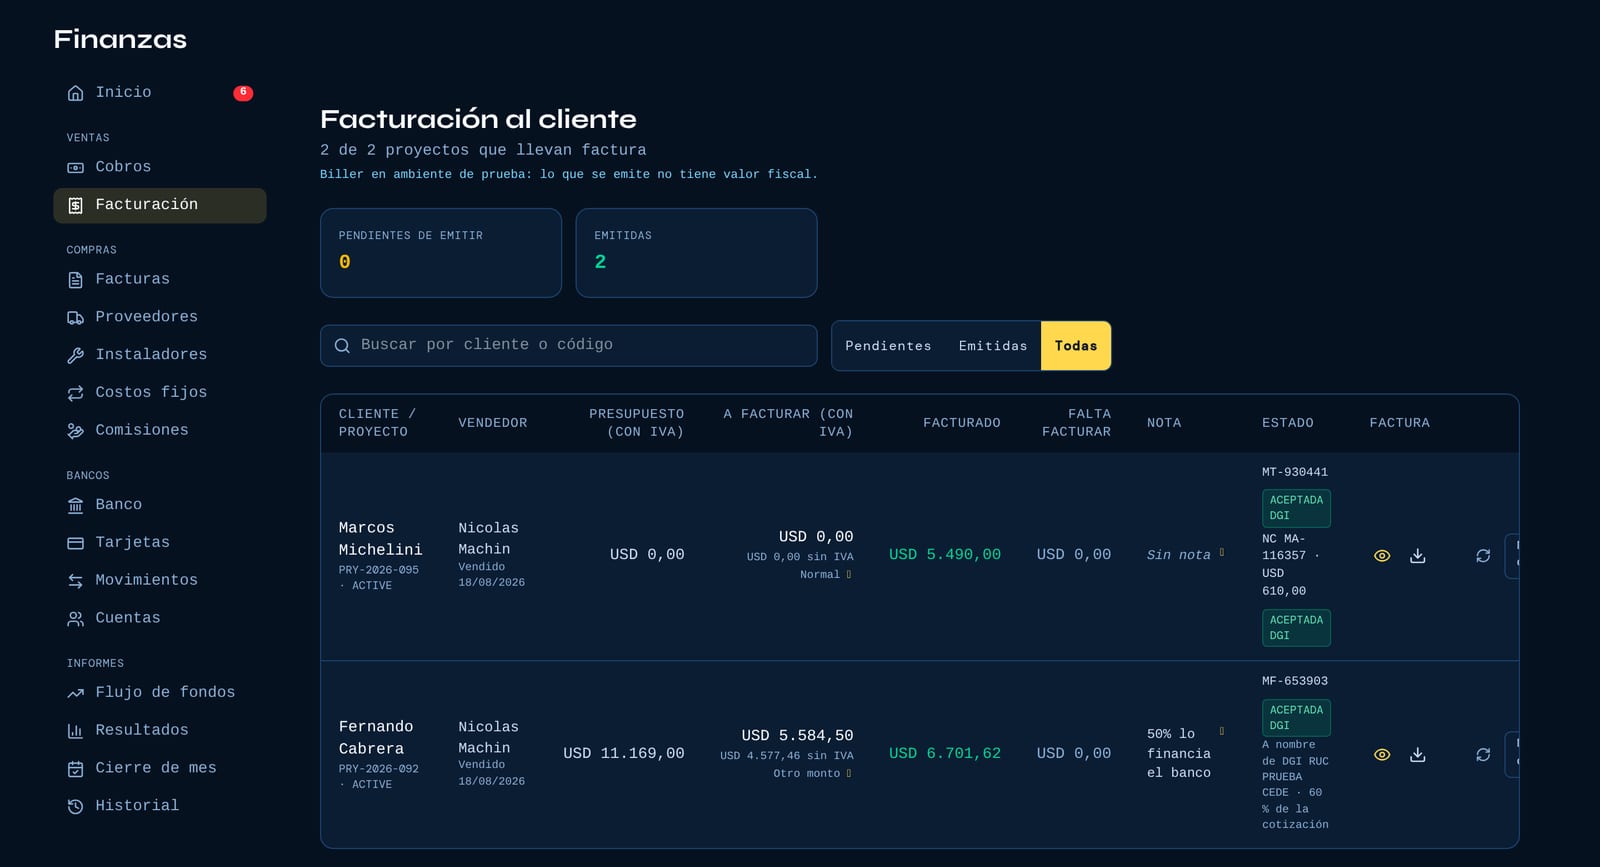 Finanzas
Inicio
6
VENTAS
Cobros
Facturación
COMPRAS
Facturas
Proveedores
Instaladores
Costos fijos
Comisiones
BANCOS
Banco
Tarjetas
Movimientos
Cuentas
INFORMES
Flujo de fondos
Resultados
Cierre de mes
Historial
Facturación al cliente
2 de 2 proyectos que llevan factura
Biller en ambiente de prueba: lo que se emite no tiene valor fiscal.
PENDIENTES DE EMITIR
0
EMITIDAS
2
Buscar por cliente o código
Pendientes
Emitidas
Todas
CLIENTE /
PROYECTO
VENDEDOR
PRESUPUESTO
(CON IVA)
A FACTURAR (CON
IVA)
FACTURADO
FALTA
FACTURAR
NOTA
ESTADO
FACTURA
Marcos
Michelini
PRY-2026-095
· ACTIVE
Nicolas
Machin
Vendido
18/08/2026
USD 0,00
USD 0,00
USD 0,00 sin IVA
Normal
USD 5.490,00
USD 0,00
Sin nota
MT-930441
ACEPTADA
DGI
NC MA-
116357 ·
USD
610,00
ACEPTADA
DGI
Fernando
Cabrera
PRY-2026-092
· ACTIVE
Nicolas
Machin
Vendido
18/08/2026
USD 11.169,00
USD 5.584,50
USD 4.577,46 sin IVA
Otro monto
USD 6.701,62
USD 0,00
50% lo
financia
el banco
MF-653903
ACEPTADA
DGI
A nombre
de DGI RUC
PRUEBA
CEDE · 60
% de la
cotización